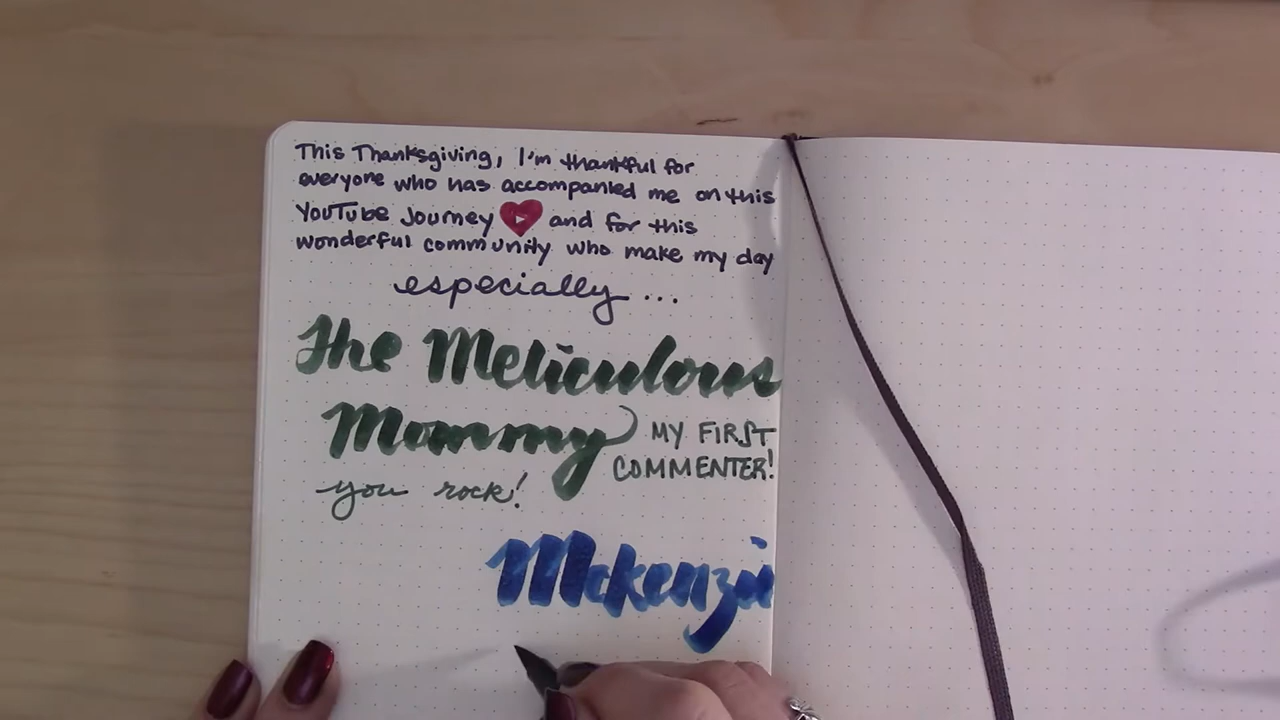 This Thanksgiving, I'm thankful for
everyone who has accompanied me on this
YouTube Journey and for this
wonderful community who make my day
especially ...
The Meticulous
Mommy MY FIRST
COMMENTER!
you rock!
Mckenzie